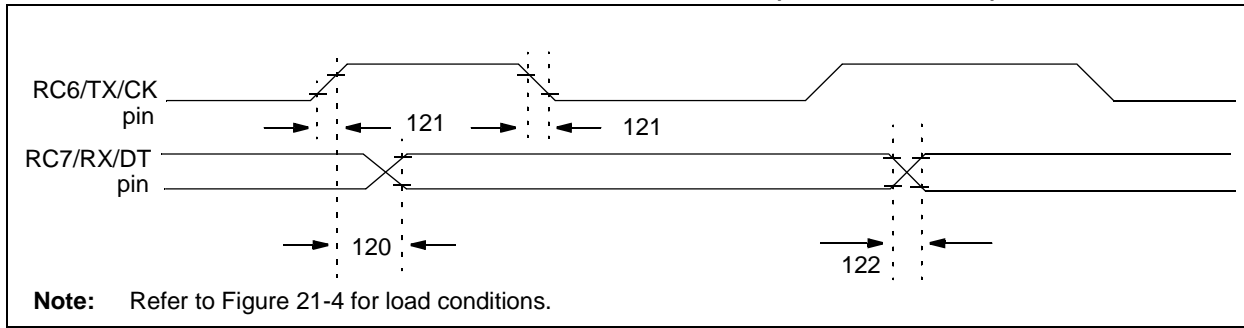 RC6/TX/CK
pin
121
121
RC7/RX/DT
pin
120
122
Note: Refer to Figure 21-4 for load conditions.